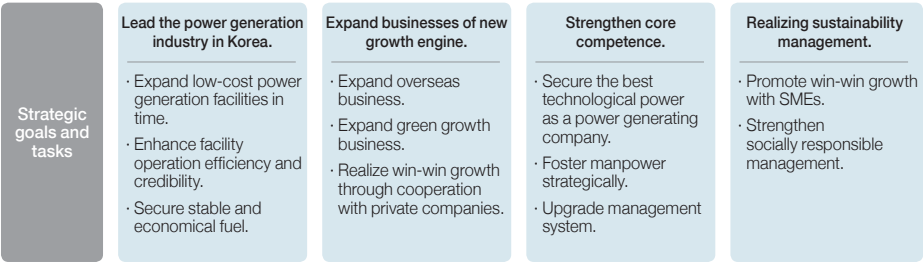 Strategic
goals and
tasks
Lead the power generation
industry in Korea.
· Expand low-cost power
generation facilities in
time.
· Enhance facility
operation efficiency and
credibility.
· Secure stable and
economical fuel.
Expand businesses of new
growth engine.
· Expand overseas
business.
· Expand green growth
business.
· Realize win-win growth
through cooperation
with private companies.
Strengthen core
competence.
· Secure the best
technological power
as a power generating
company.
· Foster manpower
strategically.
· Upgrade management
system.
Realizing sustainability
management.
· Promote win-win growth
with SMEs.
· Strengthen
socially responsible
management.